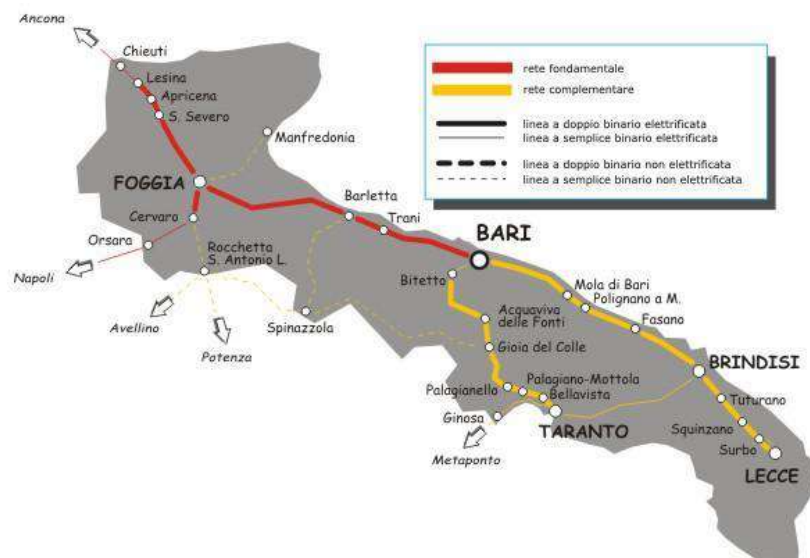 Ancona
Chieuti
Lesina
Apricena
S. Severo
Manfredonia
FOGGIA
Cervaro
Orsara
Napoli
Rocchetta
S. Antonio L.
Avellino
Potenza
Spinazzola
Barletta
Trani
BARI
Bitetto
Acquaviva
delle Fonti
Gioia del Colle
Mola di Bari
Polignano a M.
Fasano
BRINDISI
Palagianello
Palagiano-Mottola
Bellavista
Ginosa
TARANTO
Metaponto
Tuturano
Squinzano
Surbo
LECCE
rete fondamentale
rete complementare
linea a doppio binario elettrificata
linea a semplice binario elettrificata
linea a doppio binario non elettrificata
linea a semplice binario non elettrificata